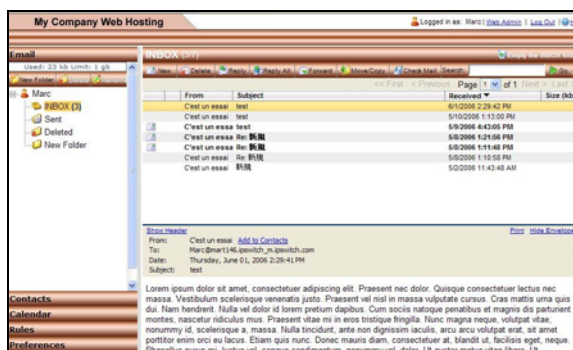 My Company Web Hosting
Logged in as: Marc | Web Admin | Log Out |
Email
Used: 23 kb Limit: 1 gb
New Folder
Marc
INBOX (3)
Sent
Deleted
New Folder
Contacts
Calendar
Rules
Preferences
INBOX
New Delete Reply Reply All Forward Move/Copy Check Mail Search: Go
<< First < Previous Page 1 of 1 Next > Last
From Subject Received Size (kb
C'est un essai test 6/1/2006 2:29:42 PM
C'est un essai test 5/10/2006 1:13:00 PM
C'est un essa test 5/9/2006 4:43:05 PM
C'est un essa Re: 新規 5/8/2006 1:21:56 PM
C'est un essa Re: 新規 5/8/2006 1:11:48 PM
C'est un essai Re: 新規 5/8/2006 1:10:58 PM
C'est un essai 新規 5/2/2006 11:43:48 AM
Show Header Print Hide Envelope
From: C'est un essai Add to Contacts
To: Marc@mart146.ipswitch_m.ipswitch.com
Date: Thursday, June 01, 2006 2:29:41 PM
Subject: test
Lorem ipsum dolor sit amet, consectetuer adipiscing elit. Praesent nec dolor. Quisque consectetuer lectus nec
massa. Vestibulum scelerisque venenatis justo. Praesent vel nisl in massa vulputate cursus. Cras mattis urna quis
dui. Nam hendrerit. Nulla vel dolor id lorem pretium dapibus. Cum sociis natoque penatibus et magnis dis parturient
montes, nascetur ridiculus mus. Praesent vitae mi in eros tristique fringilla. Nunc magna neque, volutpat vitae,
nonummy id, scelerisque a, massa. Nulla tincidunt, ante non dignissim iaculis, arcu arcu volutpat erat, sit amet
porttitor enim orci eu lacus. Etiam quis nunc. Donec mauris diam, consectetuer at, blandit ut, facilisis eget, neque.